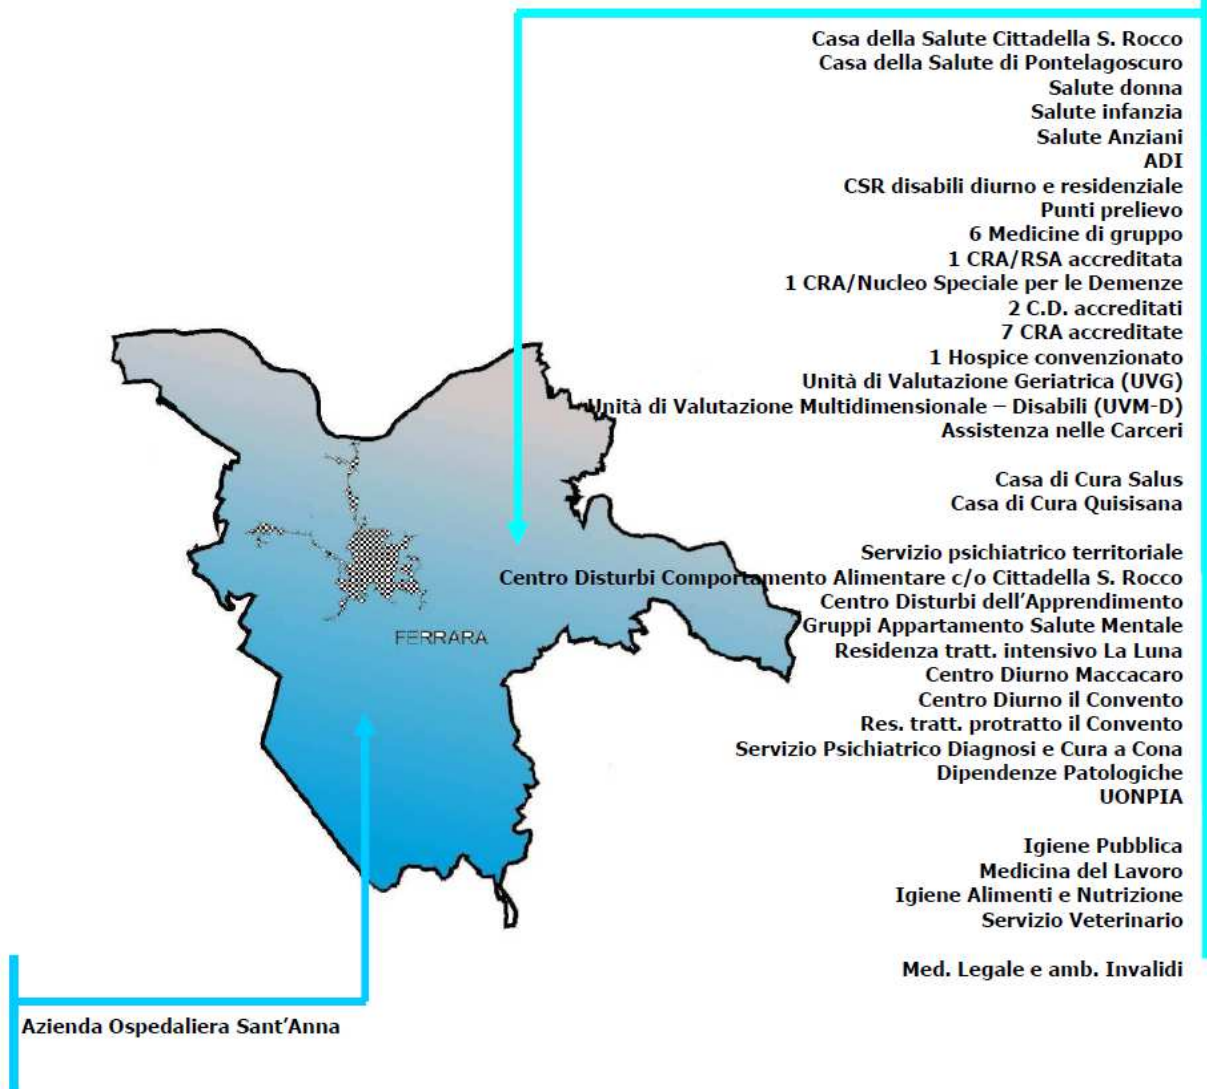 Casa della Salute Cittadella S. Rocco
Casa della Salute di Pontelagoscuro
Salute donna
Salute infanzia
Salute Anziani
ADI
CSR disabili diurno e residenziale
Punti prelievo
6 Medicine di gruppo
1 CRA/RSA accreditata
1 CRA/Nucleo Speciale per le Demenze
2 C.D. accreditati
7 CRA accreditate
1 Hospice convenzionato
Unità di Valutazione Geriatrica (UVG)
Unità di Valutazione Multidimensionale – Disabili (UVM-D)
Assistenza nelle Carceri
Casa di Cura Salus
Casa di Cura Quisisana
Servizio psichiatrico territoriale
Centro Disturbi Comportamento Alimentare c/o Cittadella S. Rocco
Centro Disturbi dell'Apprendimento
Gruppi Appartamento Salute Mentale
FERRARA
Residenza tratt. intensivo La Luna
Centro Diurno Maccacaro
Centro Diurno il Convento
Res. tratt. protratto il Convento
Servizio Psichiatrico Diagnosi e Cura a Cona
Dipendenze Patologiche
UONPIA
Igiene Pubblica
Medicina del Lavoro
Igiene Alimenti e Nutrizione
Servizio Veterinario
Med. Legale e amb. Invalidi
Azienda Ospedaliera Sant'Anna